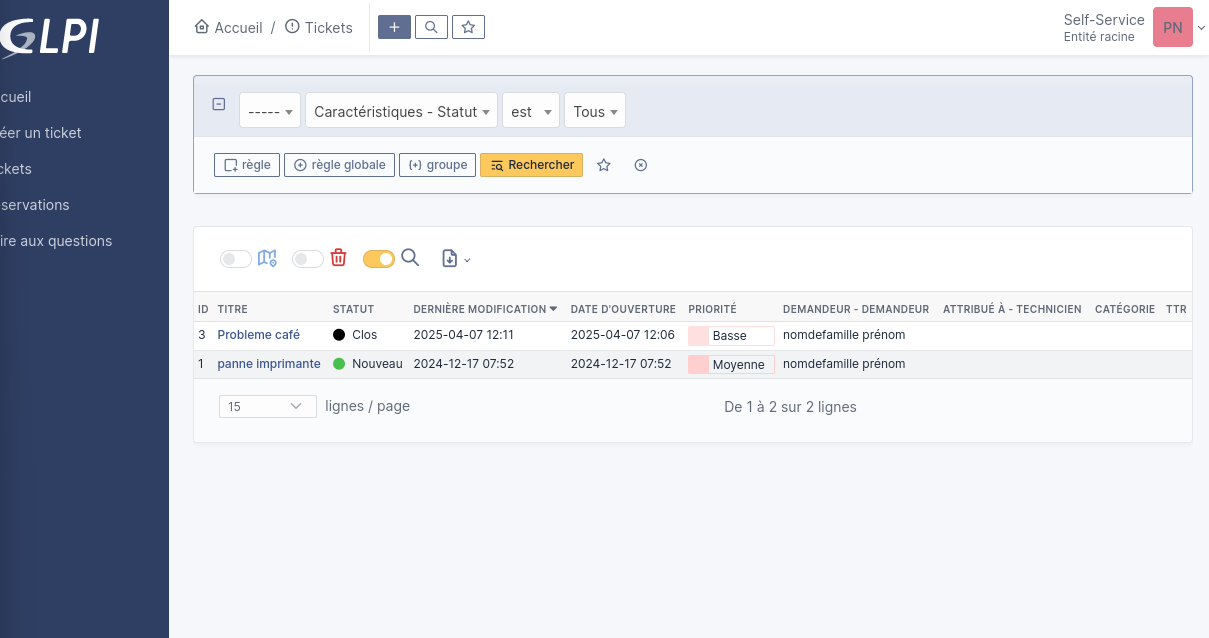 GLPI
Accueil / Tickets
Self-Service
Entité racine
PN
cueil
éer un ticket
ckets
servations
ire aux questions
----- Caractéristiques - Statut est Tous
règle règle globale groupe Rechercher
ID TITRE STATUT DERNIÈRE MODIFICATION DATE D'OUVERTURE PRIORITÉ DEMANDEUR - DEMANDEUR ATTRIBUÉ À - TECHNICIEN CATÉGORIE TTR
3 Probleme café Clos 2025-04-07 12:11 2025-04-07 12:06 Basse nomdefamille prénom
1 panne imprimante Nouveau 2024-12-17 07:52 2024-12-17 07:52 Moyenne nomdefamille prénom
15 lignes / page De 1 à 2 sur 2 lignes